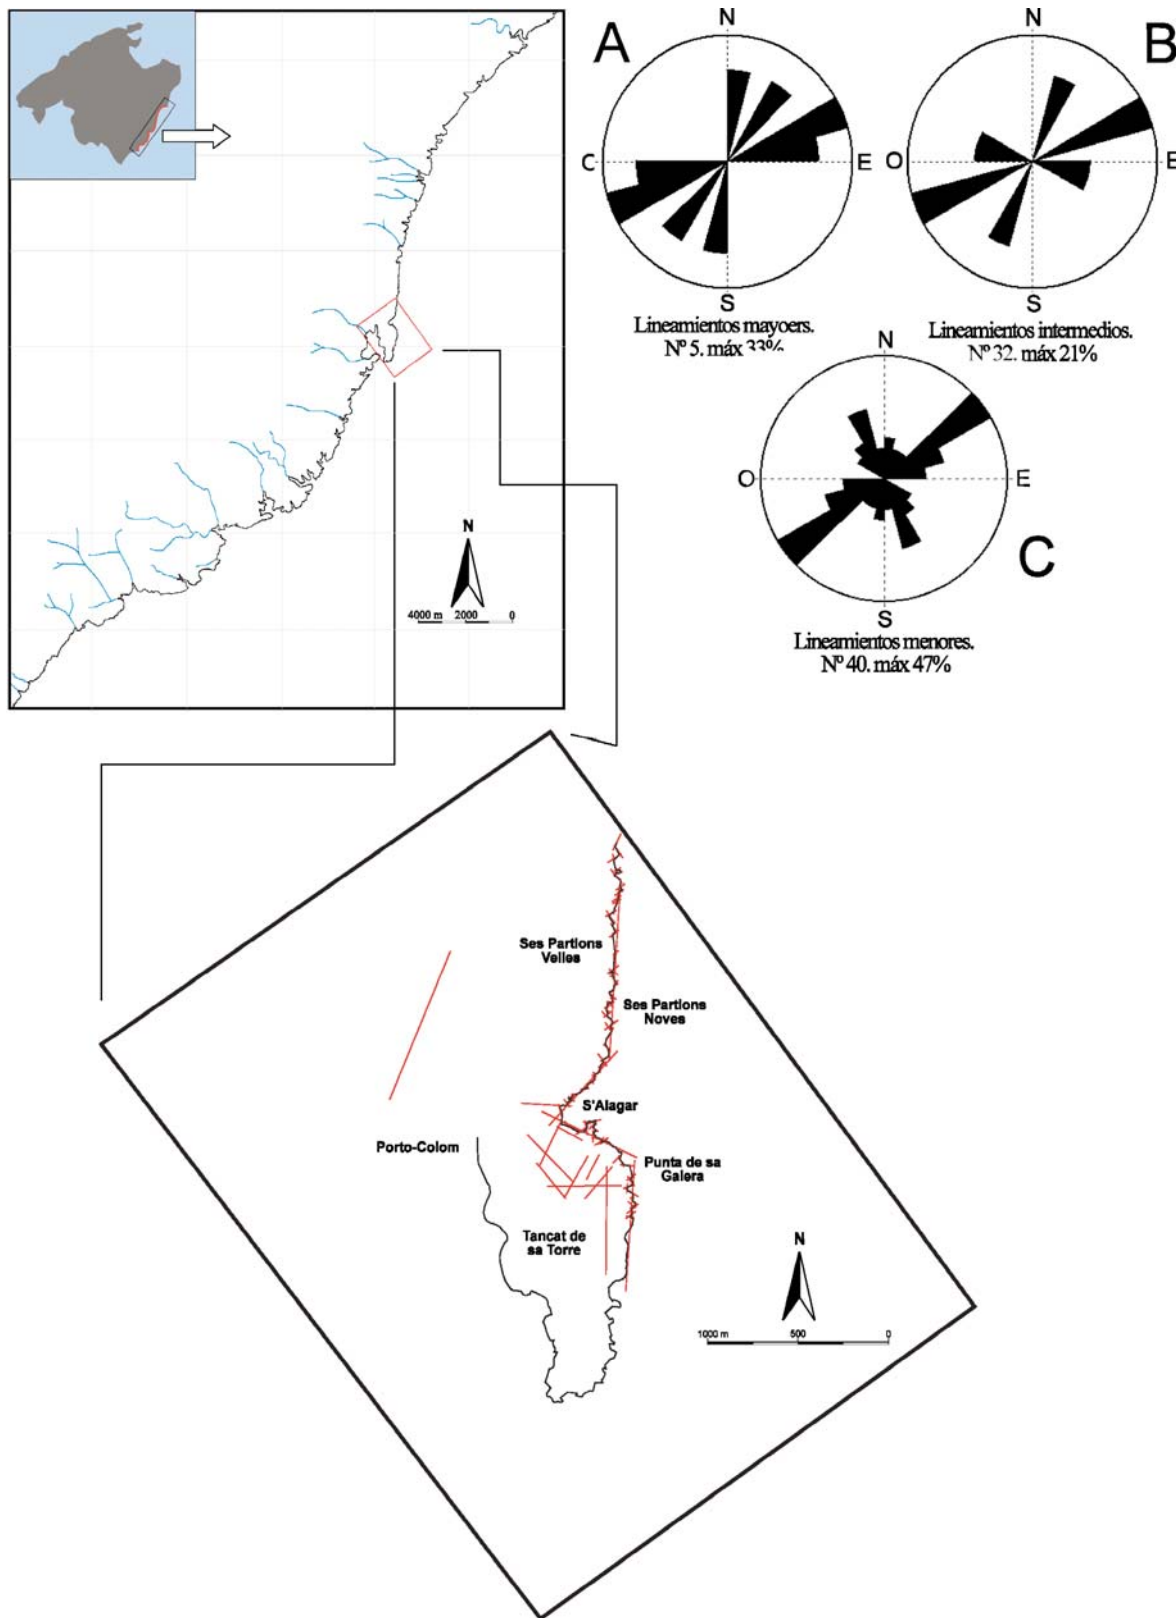 N
4000 m 2000 0
A
N
C
E
S
Lineamientos mayoers.
Nº 5. máx 33%
B
N
O
E
S
Lineamientos intermedios.
Nº 32. máx 21%
N
O
E
S
C
Lineamientos menores.
Nº 40. máx 47%
Ses Partions
Velles
Ses Partions
Noves
S'Alagar
Porto-Colom
Punta de sa
Galera
Tancat de
sa Torre
N
1000 m 500 0